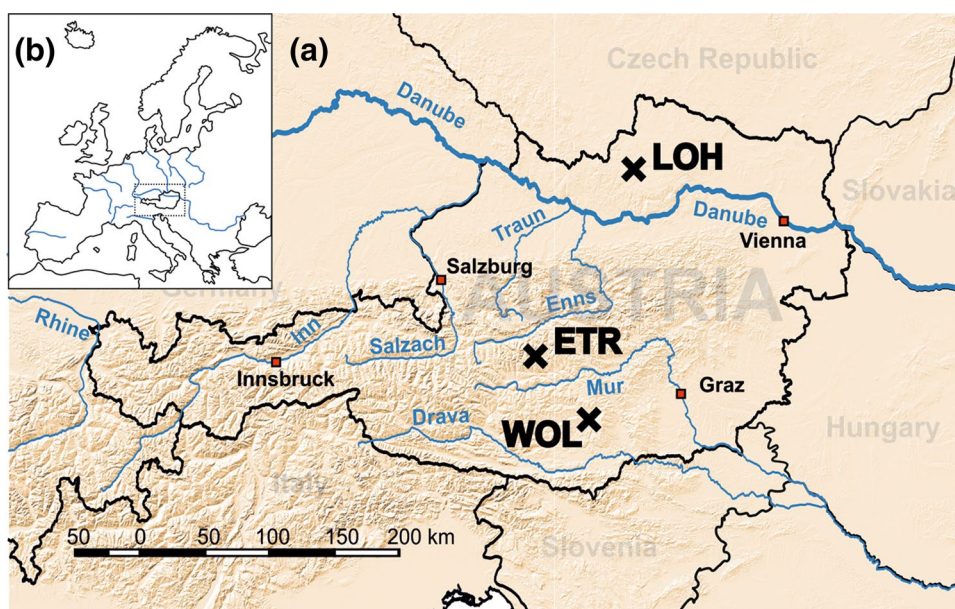 (b)
(a)
Czech Republic
Danube
LOH
Slovakia
Traun
Danube
Vienna
Salzburg
Germany
AUSTRIA
Rhine
Inn
Enns
Salzach
ETR
Innsbruck
Mur
Graz
Drava
WOL
Hungary
Italy
50 0 50 100 150 200 km
Slovenia